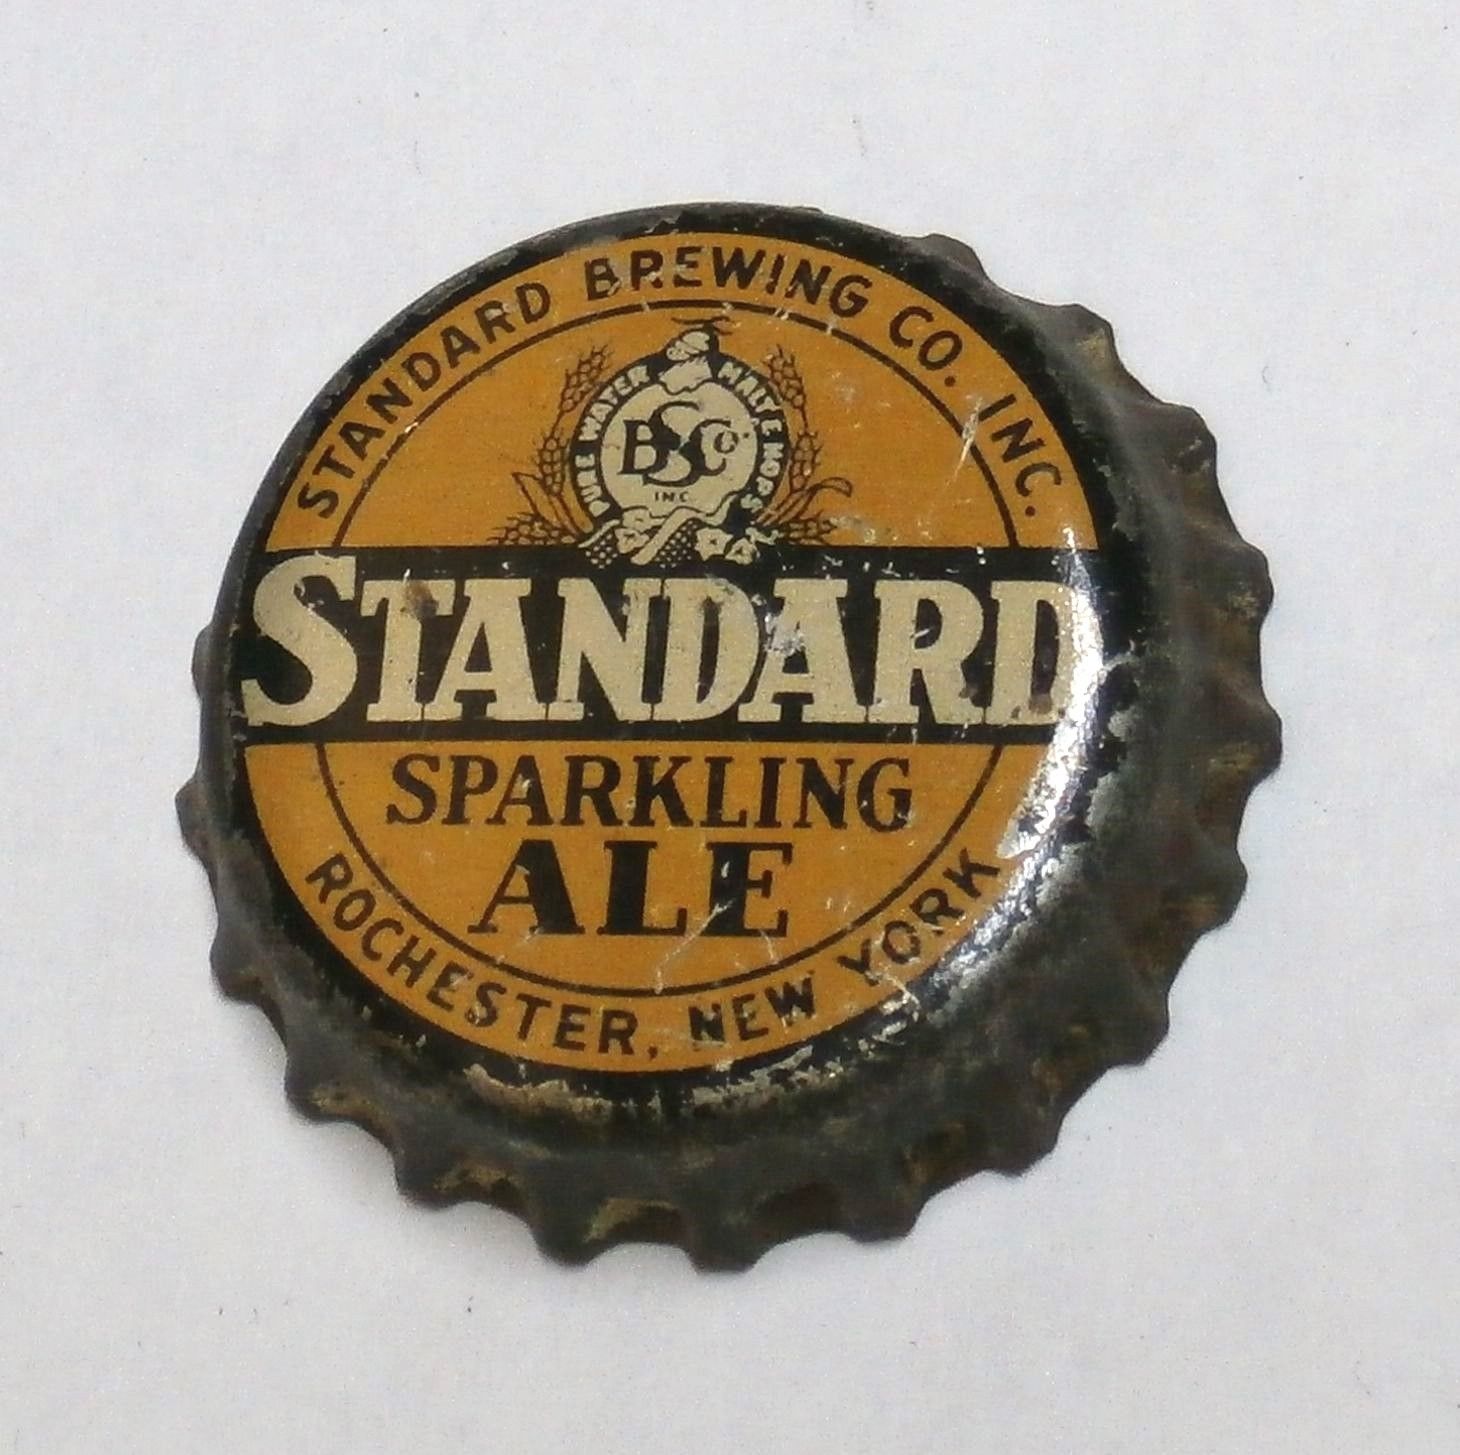 STANDARD BREWING CO. INC.
PURE WATER MALT & HOPS
BSCo
INC.
STANDARD
SPARKLING
ALE
ROCHESTER, NEW YORK